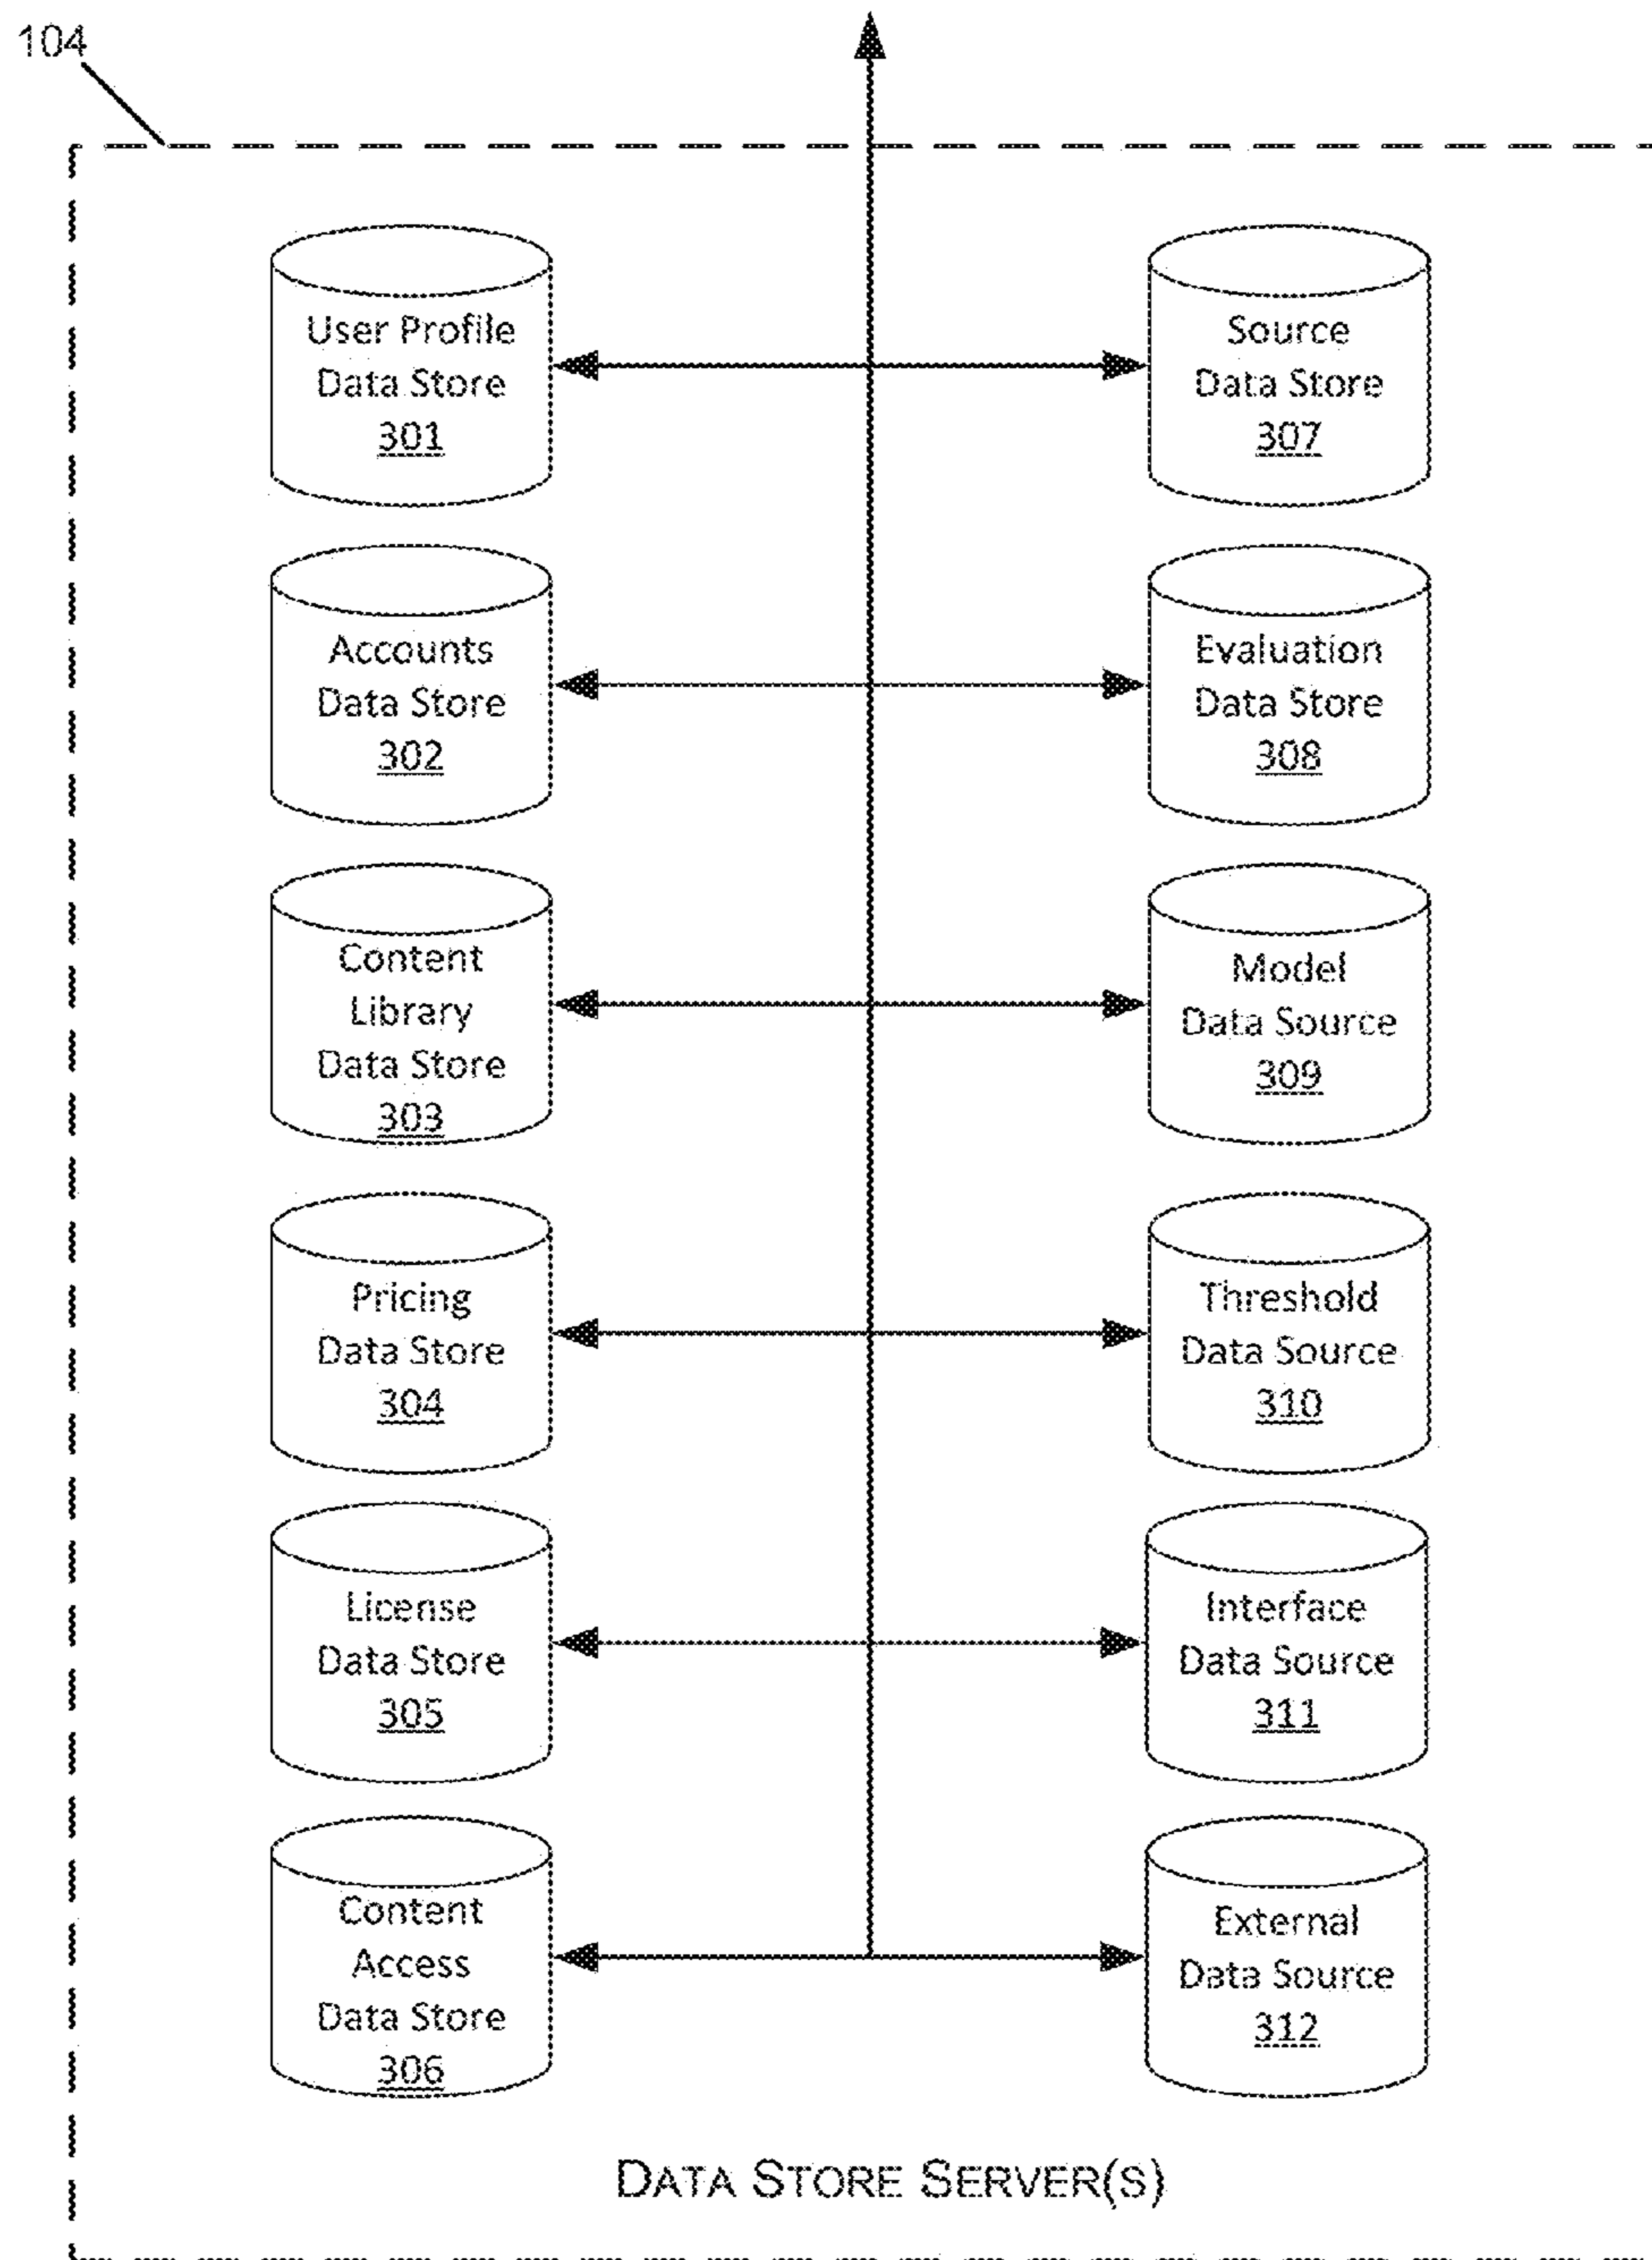 104
User Profile
Data Store
301
Source
Data Store
307
Accounts
Data Store
302
Evaluation
Data Store
308
Content
Library
Data Store
303
Model
Data Source
309
Pricing
Data Store
304
Threshold
Data Source
310
License
Data Store
305
Interface
Data Source
311
Content
Access
Data Store
306
External
Data Source
312
DATA STORE SERVER(S)